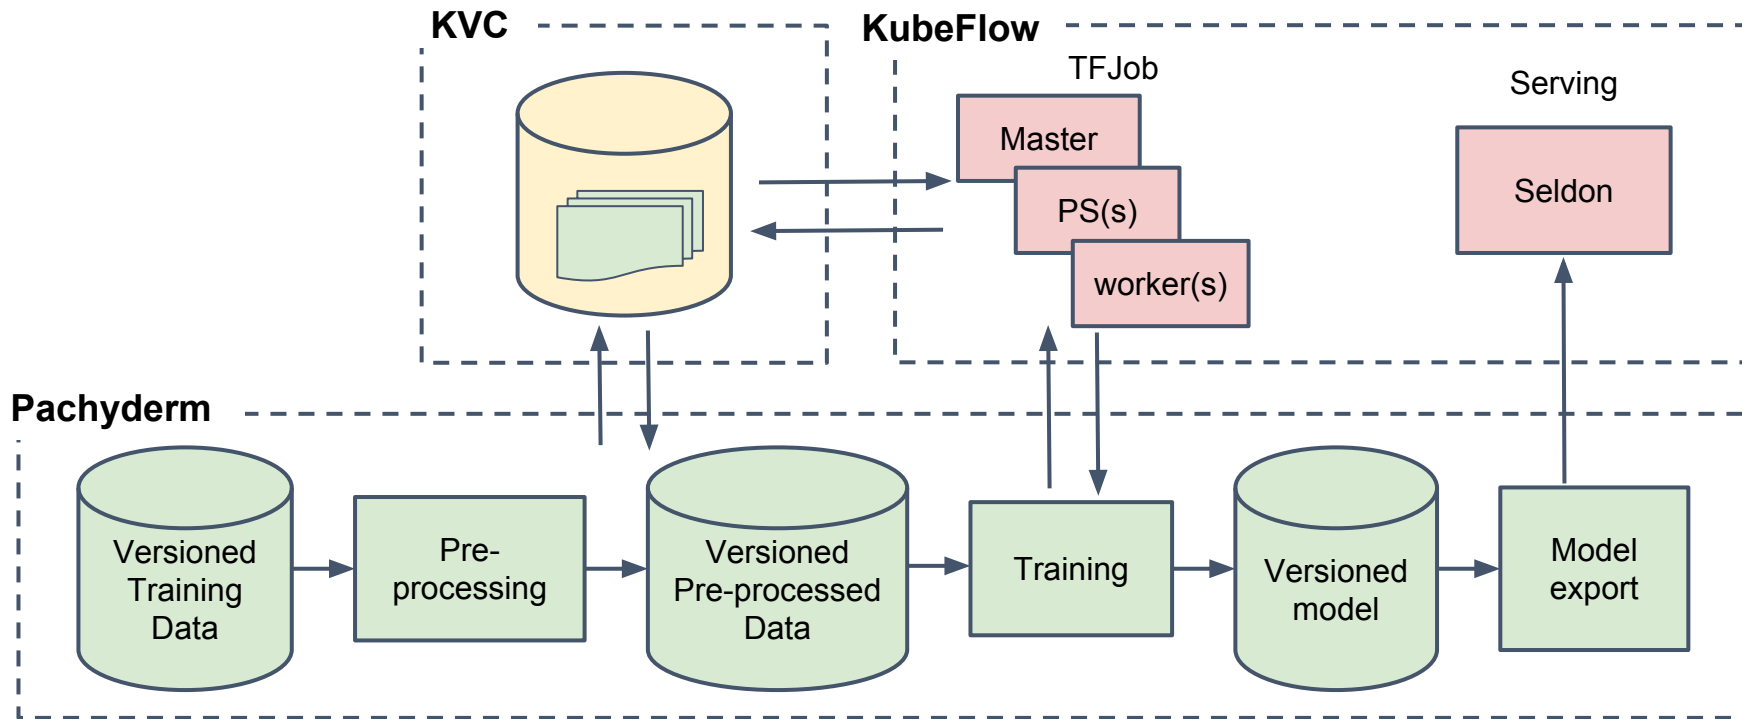 KVC
KubeFlow
TFJob
Serving
Master
PS(s)
worker(s)
Seldon
Pachyderm
Versioned
Training
Data
Pre-
processing
Versioned
Pre-processed
Data
Training
Versioned
model
Model
export